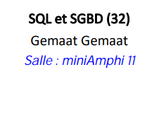 SQL et SGBD (32)
Gemaat Gemaat
Salle : miniAmphi 11